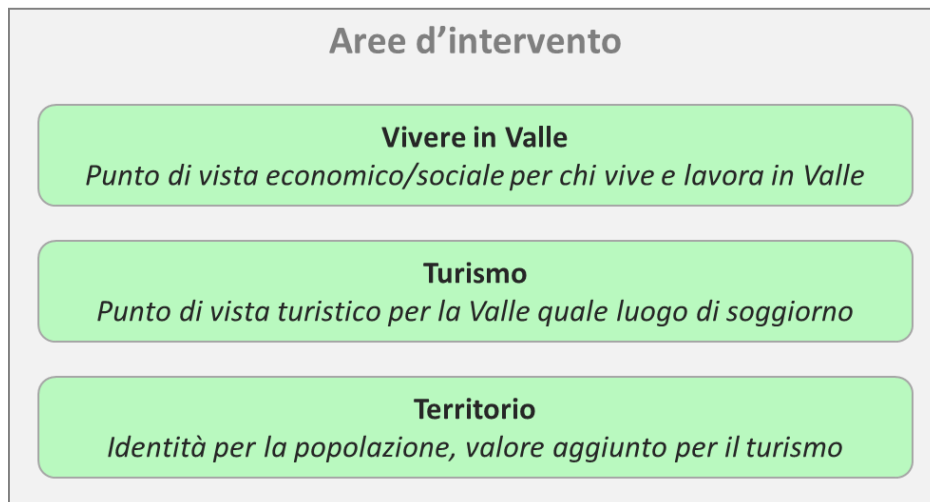 Aree d’intervento
Vivere in Valle
Punto di vista economico/sociale per chi vive e lavora in Valle
Turismo
Punto di vista turistico per la Valle quale luogo di soggiorno
Territorio
Identità per la popolazione, valore aggiunto per il turismo